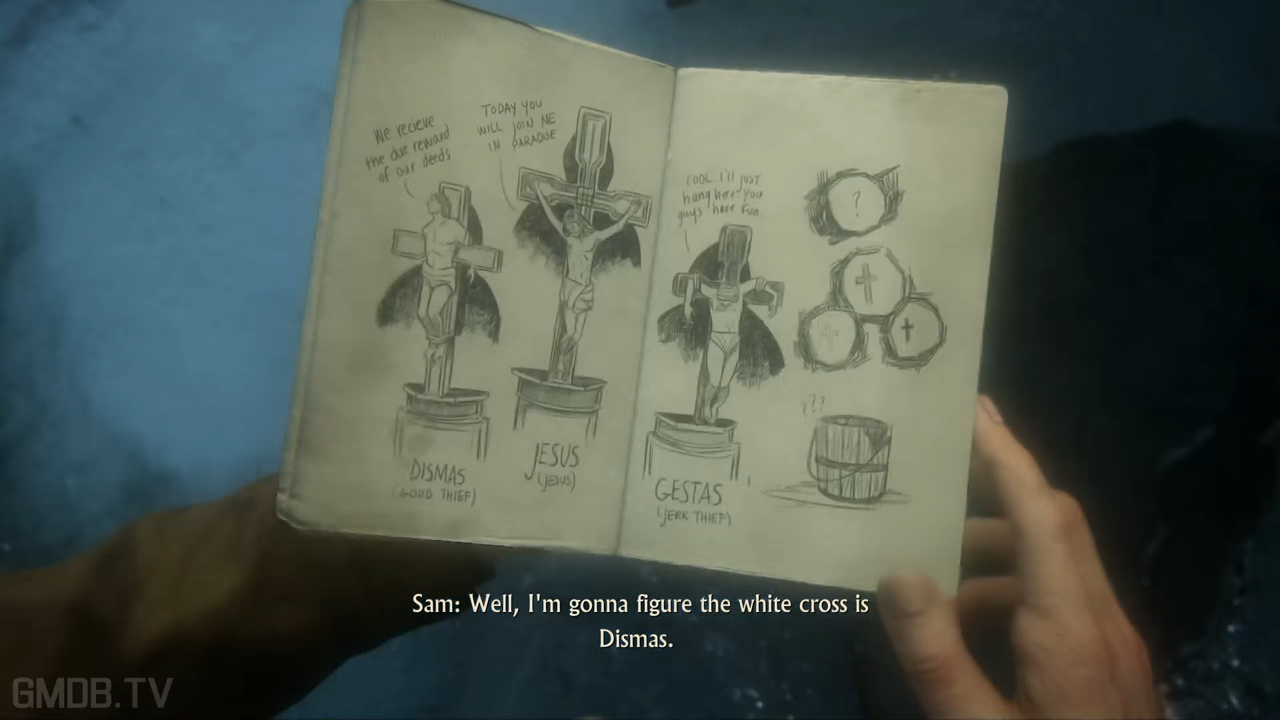 We recieve
the due reward
of our deeds
TODAY YOU
WILL JOIN ME
IN PARADISE
COOL. I'll just
hang here. you
guys have fun.
?
???
DISMAS
(GOOD THIEF)
JESUS
(JESUS)
GESTAS
(JERK THIEF)
Sam: Well, I'm gonna figure the white cross is
Dismas.
GMDB.TV